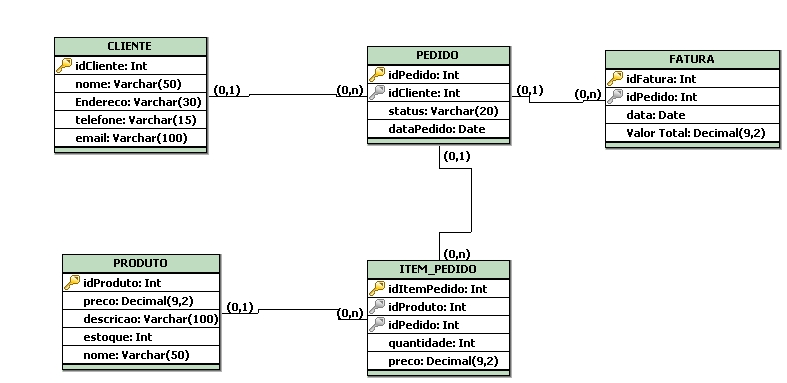 CLIENTE
idCliente: Int
nome: Varchar(50)
Endereco: Varchar(30)
telefone: Varchar(15)
email: Varchar(100)
(0,1)
(0,n)
PEDIDO
idPedido: Int
idCliente: Int
status: Varchar(20)
dataPedido: Date
(0,1)
(0,n)
FATURA
idFatura: Int
idPedido: Int
data: Date
Valor Total: Decimal(9,2)
(0,1)
(0,n)
PRODUTO
idProduto: Int
preco: Decimal(9,2)
descricao: Varchar(100)
estoque: Int
nome: Varchar(50)
(0,1)
(0,n)
ITEM_PEDIDO
idItemPedido: Int
idProduto: Int
idPedido: Int
quantidade: Int
preco: Decimal(9,2)